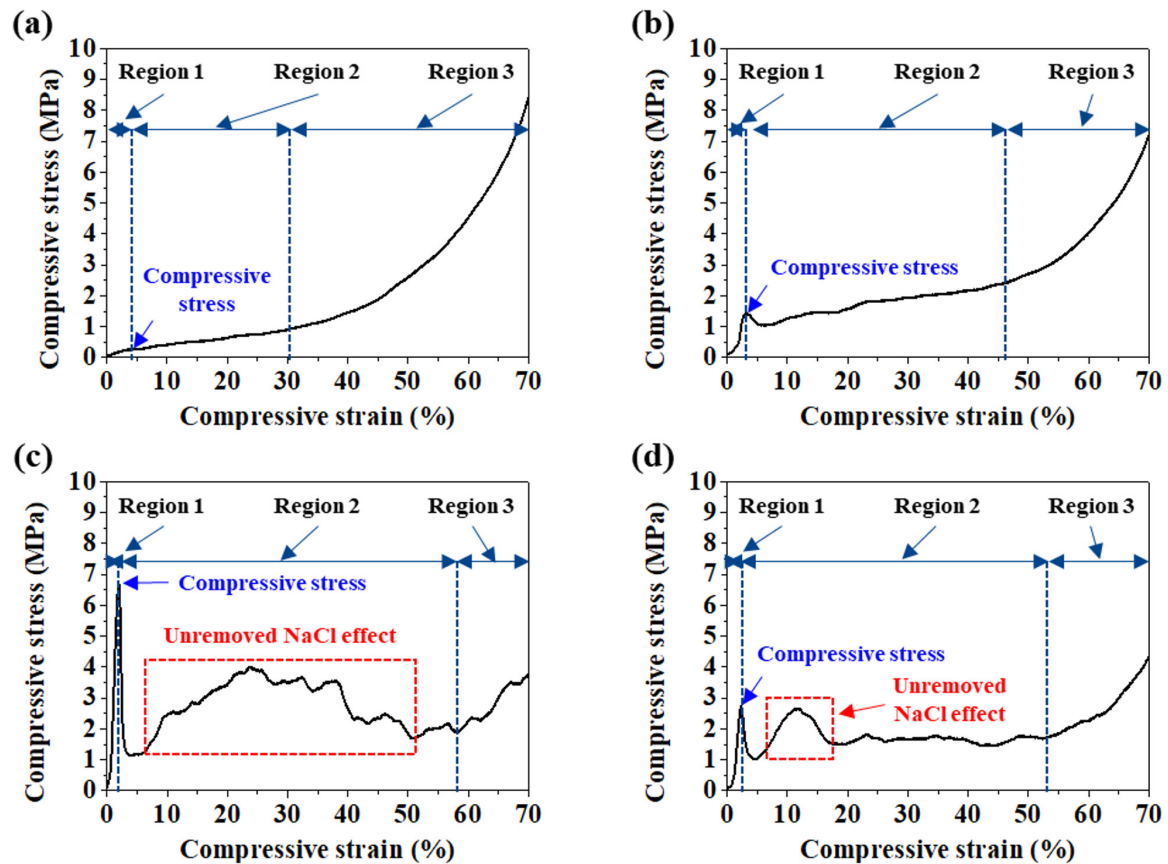 (a)
10
9
8
7
6
5
4
3
2
1
0
Compressive stress (MPa)
Region 1
Region 2
Region 3
Compressive
stress
0 10 20 30 40 50 60 70
Compressive strain (%)
(b)
10
9
8
7
6
5
4
3
2
1
0
Compressive stress (MPa)
Region 1
Region 2
Region 3
Compressive stress
0 10 20 30 40 50 60 70
Compressive strain (%)
(c)
10
9
8
7
6
5
4
3
2
1
0
Compressive stress (MPa)
Region 1
Region 2
Region 3
Compressive stress
Unremoved NaCl effect
0 10 20 30 40 50 60 70
Compressive strain (%)
(d)
10
9
8
7
6
5
4
3
2
1
0
Compressive stress (MPa)
Region 1
Region 2
Region 3
Compressive stress
Unremoved
NaCl effect
0 10 20 30 40 50 60 70
Compressive strain (%)